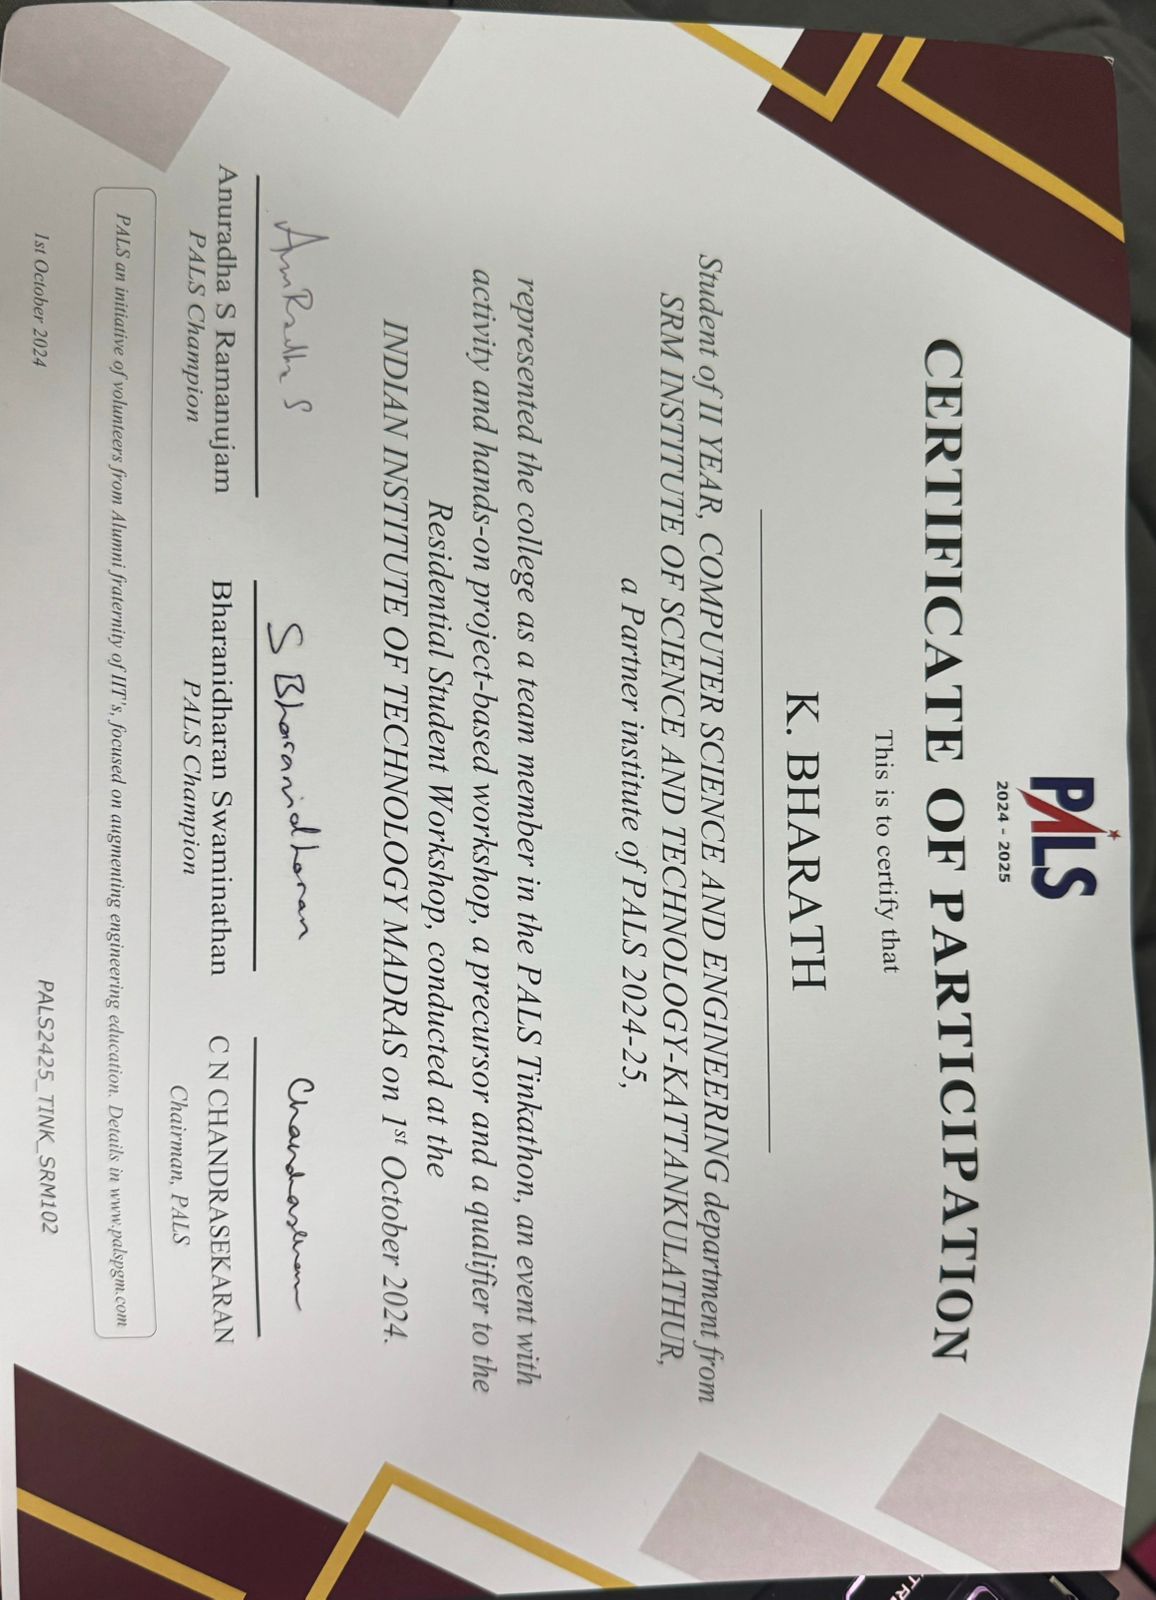 PALS
2024 - 2025
CERTIFICATE OF PARTICIPATION
This is to certify that
K. BHARATH
Student of II YEAR, COMPUTER SCIENCE AND ENGINEERING department from
SRM INSTITUTE OF SCIENCE AND TECHNOLOGY-KATTANKULATHUR,
a Partner institute of PALS 2024-25,
represented the college as a team member in the PALS Tinkathon, an event with
activity and hands-on project-based workshop, a precursor and a qualifier to the
Residential Student Workshop, conducted at the
INDIAN INSTITUTE OF TECHNOLOGY MADRAS on 1st October 2024.
S Bharanidharan
Anuradha S Ramanujam
PALS Champion
Bharanidharan Swaminathan
PALS Champion
C N CHANDRASEKARAN
Chairman, PALS
PALS an initiative of volunteers from Alumni fraternity of IIT's, focused on augmenting engineering education. Details in www.palspgm.com
1st October 2024
PALS2425_TINK_SRM102